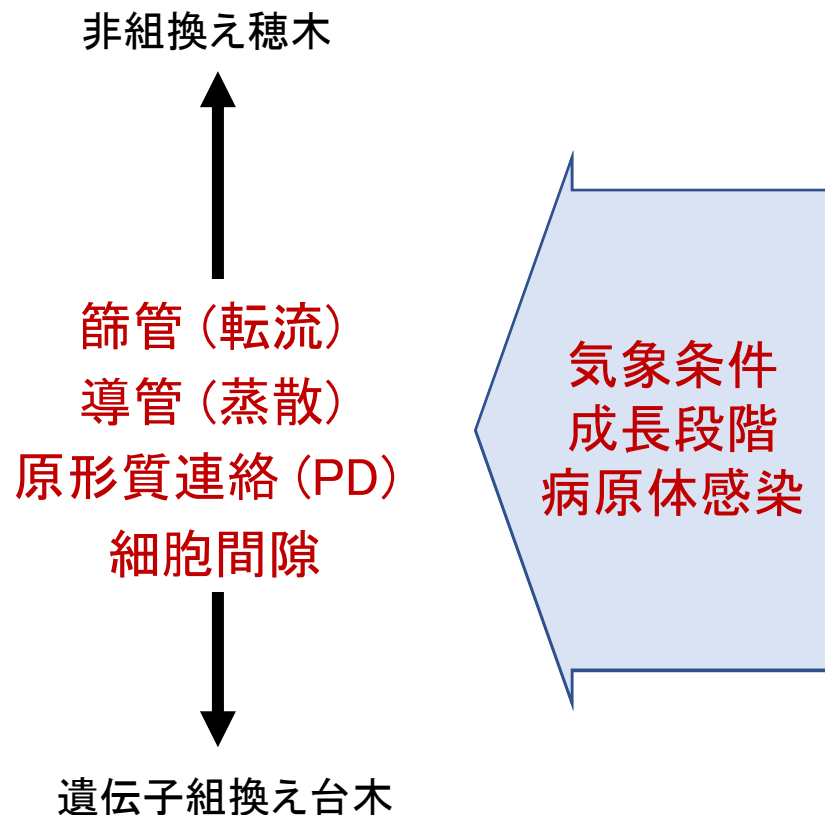 非組換え穂木
篩管（転流）
導管（蒸散）
原形質連絡（PD）
細胞間隙
気象条件
成長段階
病原体感染
遺伝子組換え台木